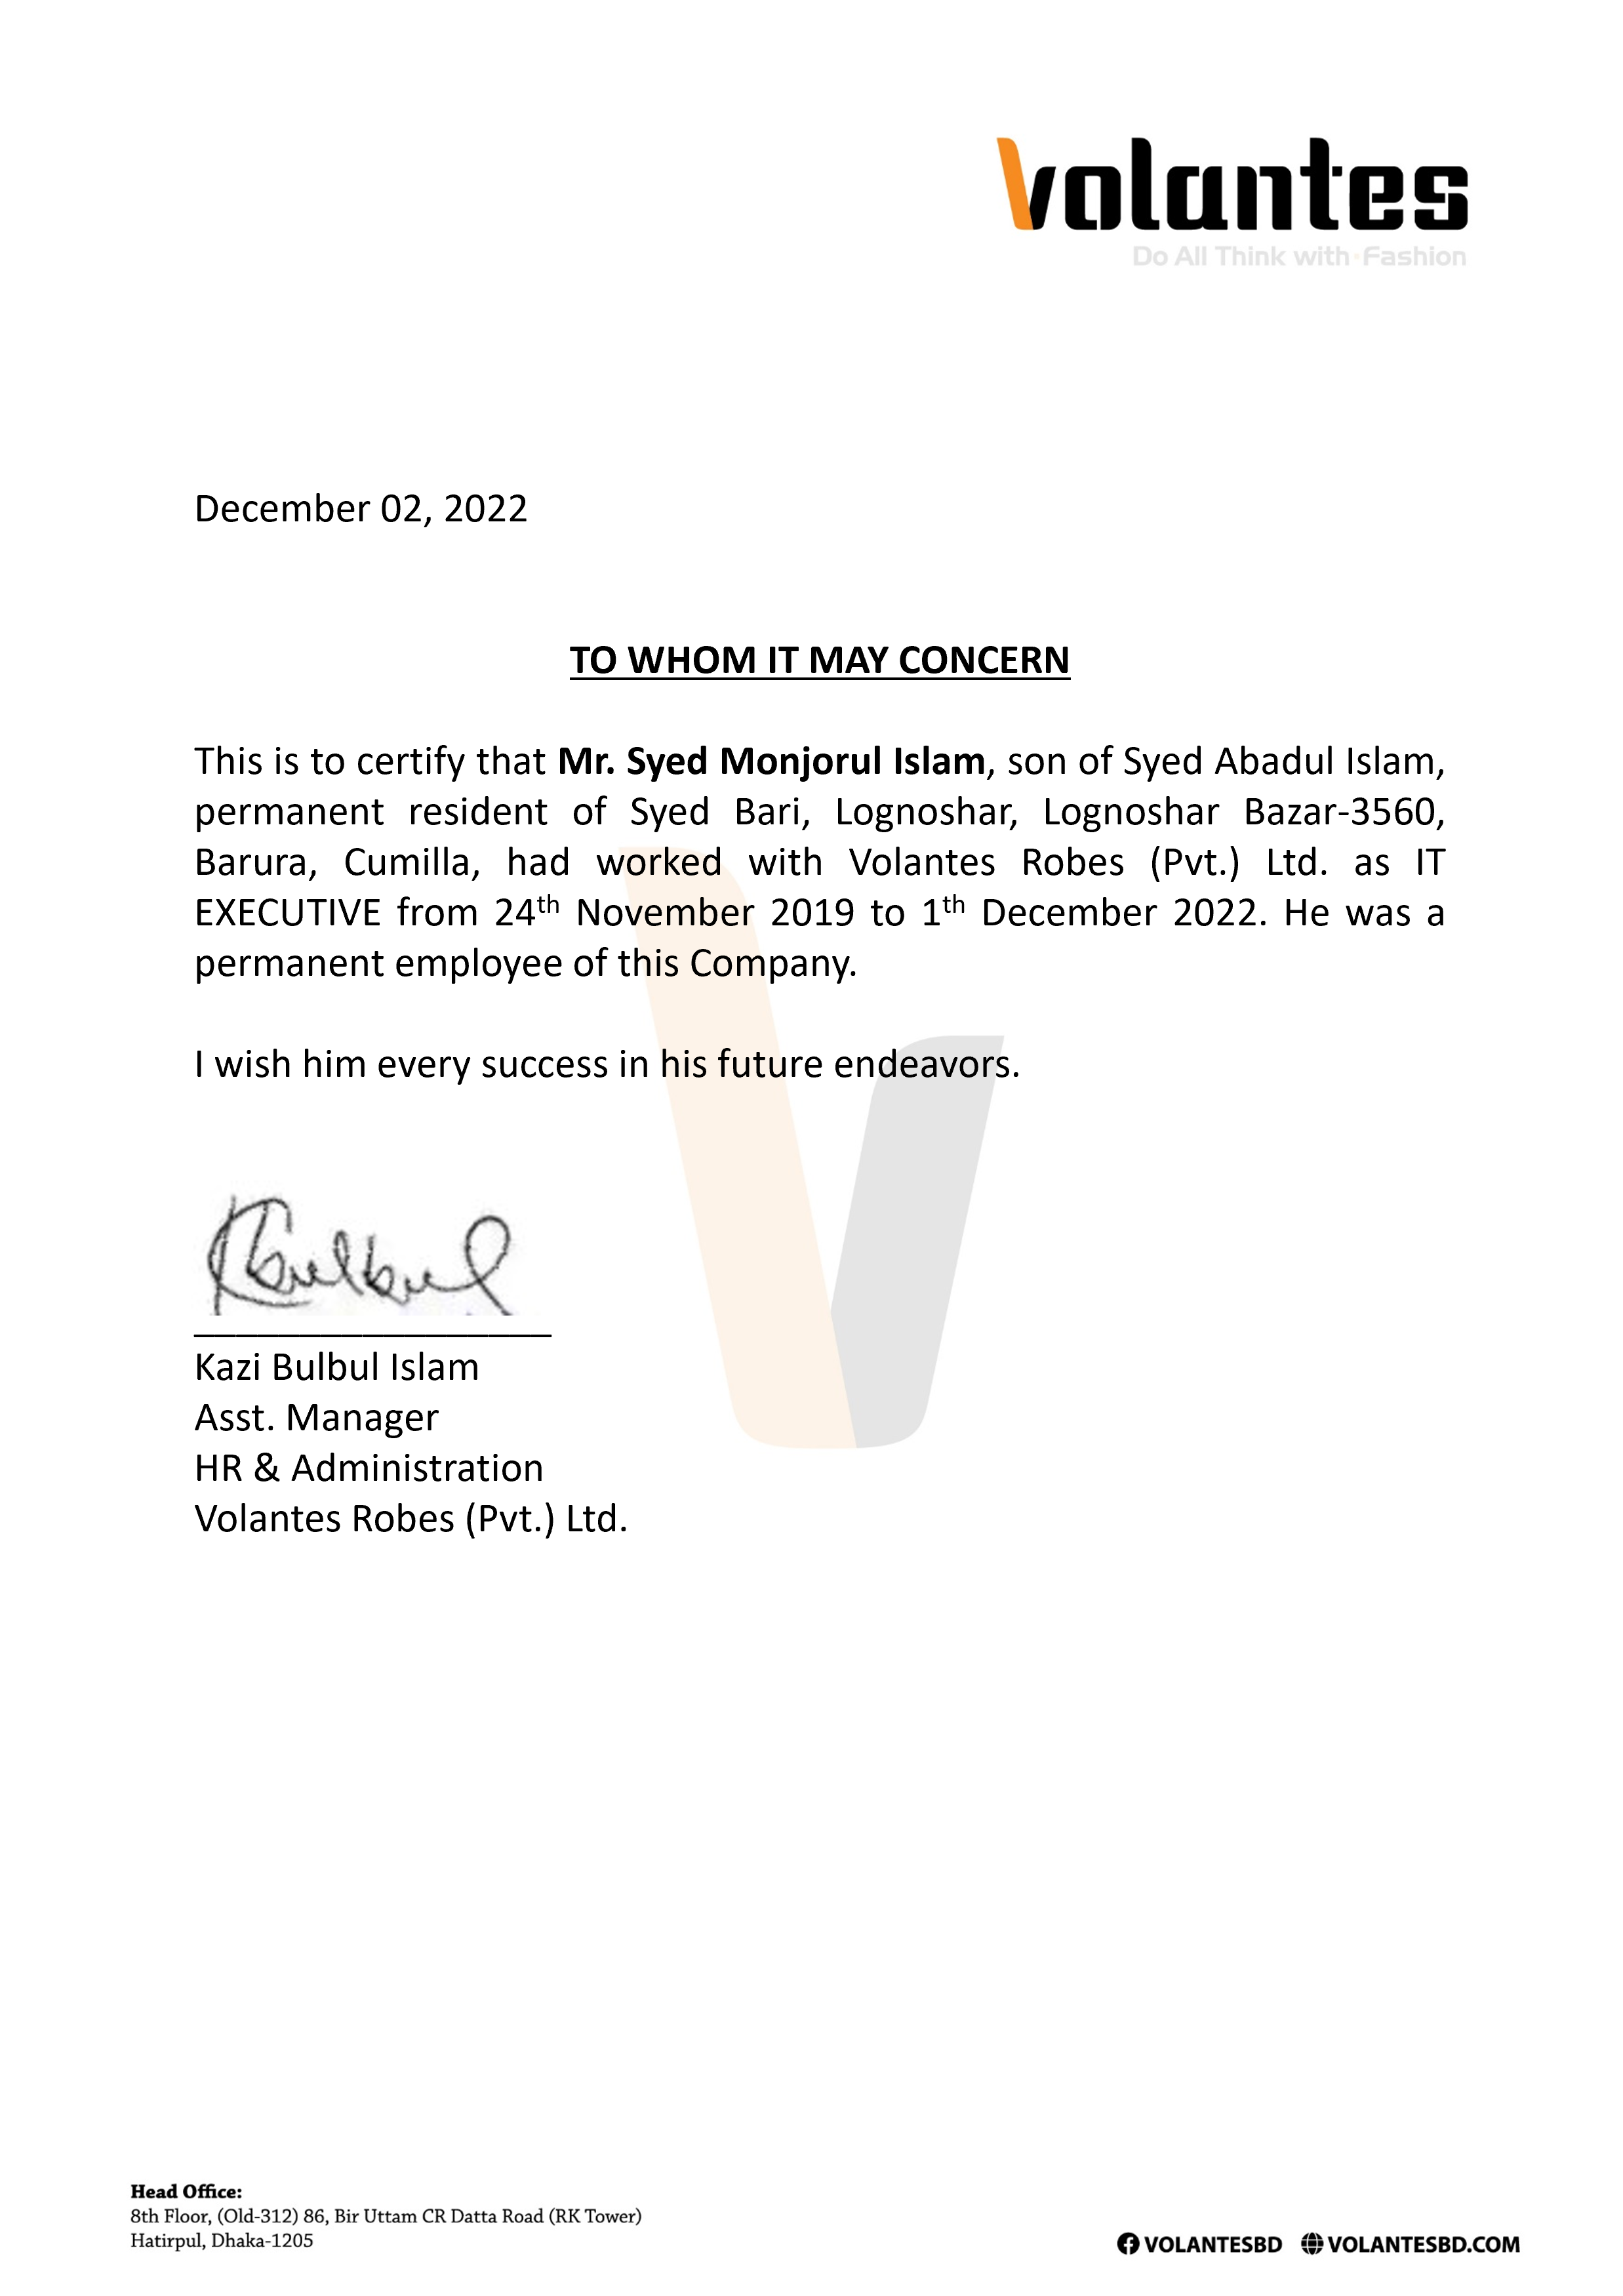 Volantes
Do All Think with Fashion
December 02, 2022
TO WHOM IT MAY CONCERN
This is to certify that Mr. Syed Monjorul Islam, son of Syed Abadul Islam,
permanent resident of Syed Bari, Lognoshar, Lognoshar Bazar-3560,
Barura, Cumilla, had worked with Volantes Robes (Pvt.) Ltd. as IT
EXECUTIVE from 24th November 2019 to 1th December 2022. He was a
permanent employee of this Company.
I wish him every success in his future endeavors.
KBulbul
Kazi Bulbul Islam
Asst. Manager
HR & Administration
Volantes Robes (Pvt.) Ltd.
Head Office:
8th Floor, (Old-312) 86, Bir Uttam CR Datta Road (RK Tower)
Hatirpul, Dhaka-1205
VOLANTESBD VOLANTESBD.COM